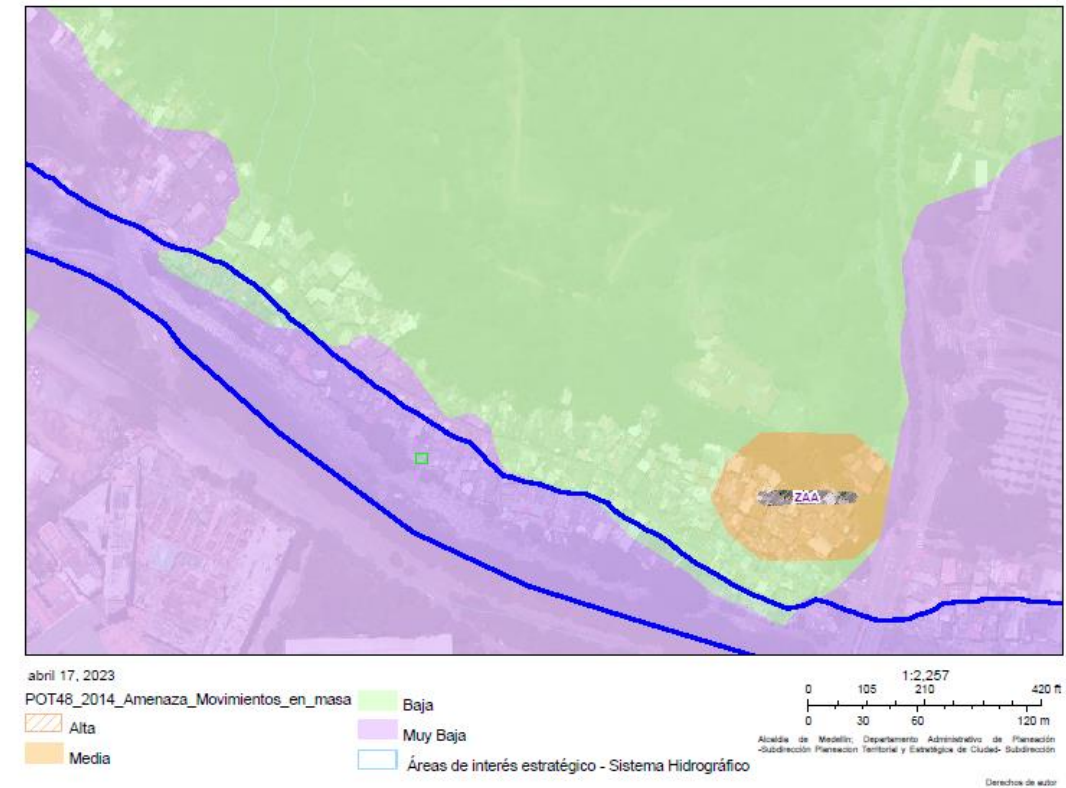 ZAA
abril 17, 2023
POT48_2014_Amenaza_Movimientos_en_masa
Alta
Media
Baja
Muy Baja
Áreas de interés estratégico - Sistema Hidrográfico
1:2,257
0 105 210 420 ft
0 30 60 120 m
Alcaldía de Medellín; Departamento Administrativo de Planeación
-Subdirección Planeacion Territorial y Estratégica de Ciudad- Subdirección
Derechos de autor